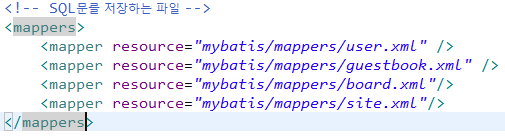 <!-- SQL문를 저장하는 파일 -->
<mappers>
<mapper resource="mybatis/mappers/user.xml" />
<mapper resource="mybatis/mappers/guestbook.xml" />
<mapper resource="mybatis/mappers/board.xml"/>
<mapper resource="mybatis/mappers/site.xml"/>
</mappers>